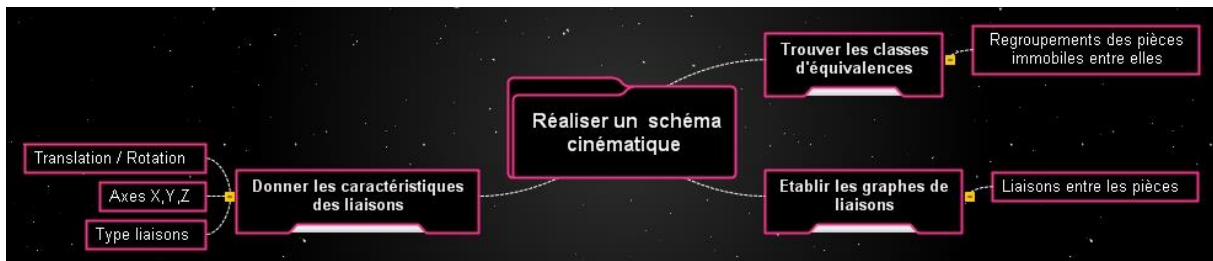 Réaliser un schéma
cinématique
Trouver les classes
d'équivalences
Regroupements des pièces
immobiles entre elles
Etablir les graphes de
liaisons
Liaisons entre les pièces
Donner les caractéristiques
des liaisons
Translation / Rotation
Axes X,Y,Z
Type liaisons